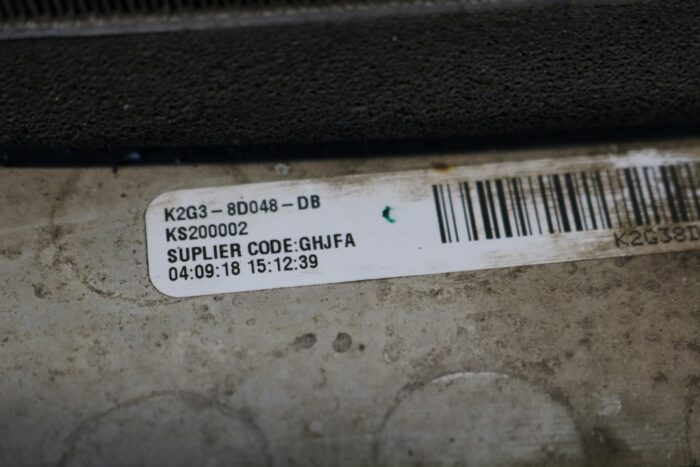 K2G3-8D048-DB
KS200002
SUPLIER CODE:GHJFA
04:09:18 15:12:39
K2G38D